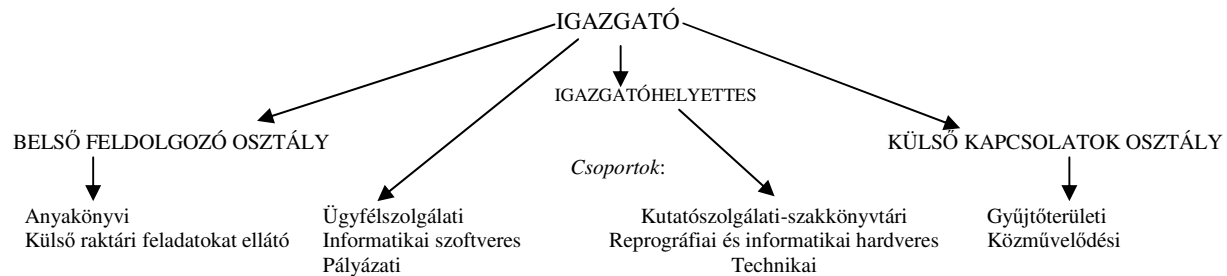 IGAZGATÓ
IGAZGATÓHELYETTES
BELSŐ FELDOLGOZÓ OSZTÁLY
KÜLSŐ KAPCSOLATOK OSZTÁLY
Csoportok:
Anyakönyvi
Külső raktári feladatokat ellátó
Ügyfélszolgálati
Informatikai szoftveres
Pályázati
Kutatószolgálati-szakkönyvtári
Reprográfiai és informatikai hardveres
Technikai
Gyűjtőterületi
Közművelődési